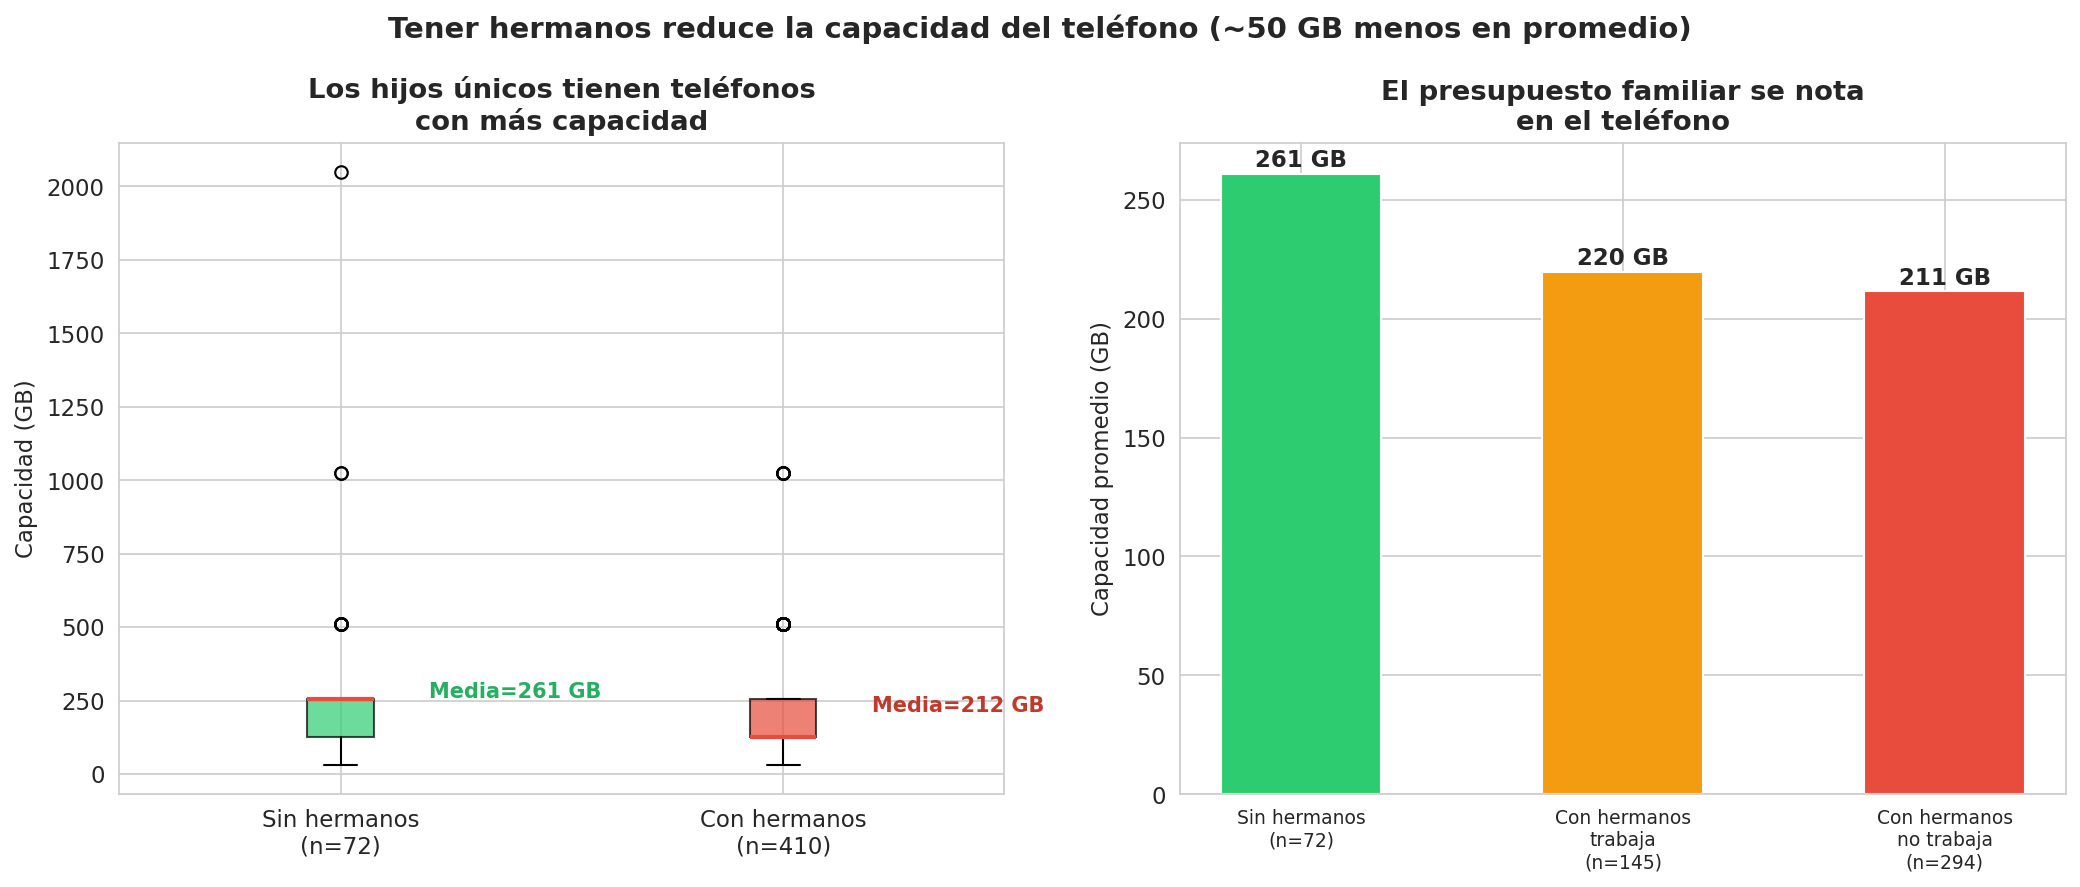 Tener hermanos reduce la capacidad del teléfono (~50 GB menos en promedio)
Los hijos únicos tienen teléfonos
con más capacidad
Capacidad (GB)
2000
1750
1500
1250
1000
750
500
250
0
Media=261 GB
Media=212 GB
Sin hermanos
(n=72)
Con hermanos
(n=410)
El presupuesto familiar se nota
en el teléfono
Capacidad promedio (GB)
250
200
150
100
50
0
261 GB
220 GB
211 GB
Sin hermanos
(n=72)
Con hermanos
trabaja
(n=145)
Con hermanos
no trabaja
(n=294)